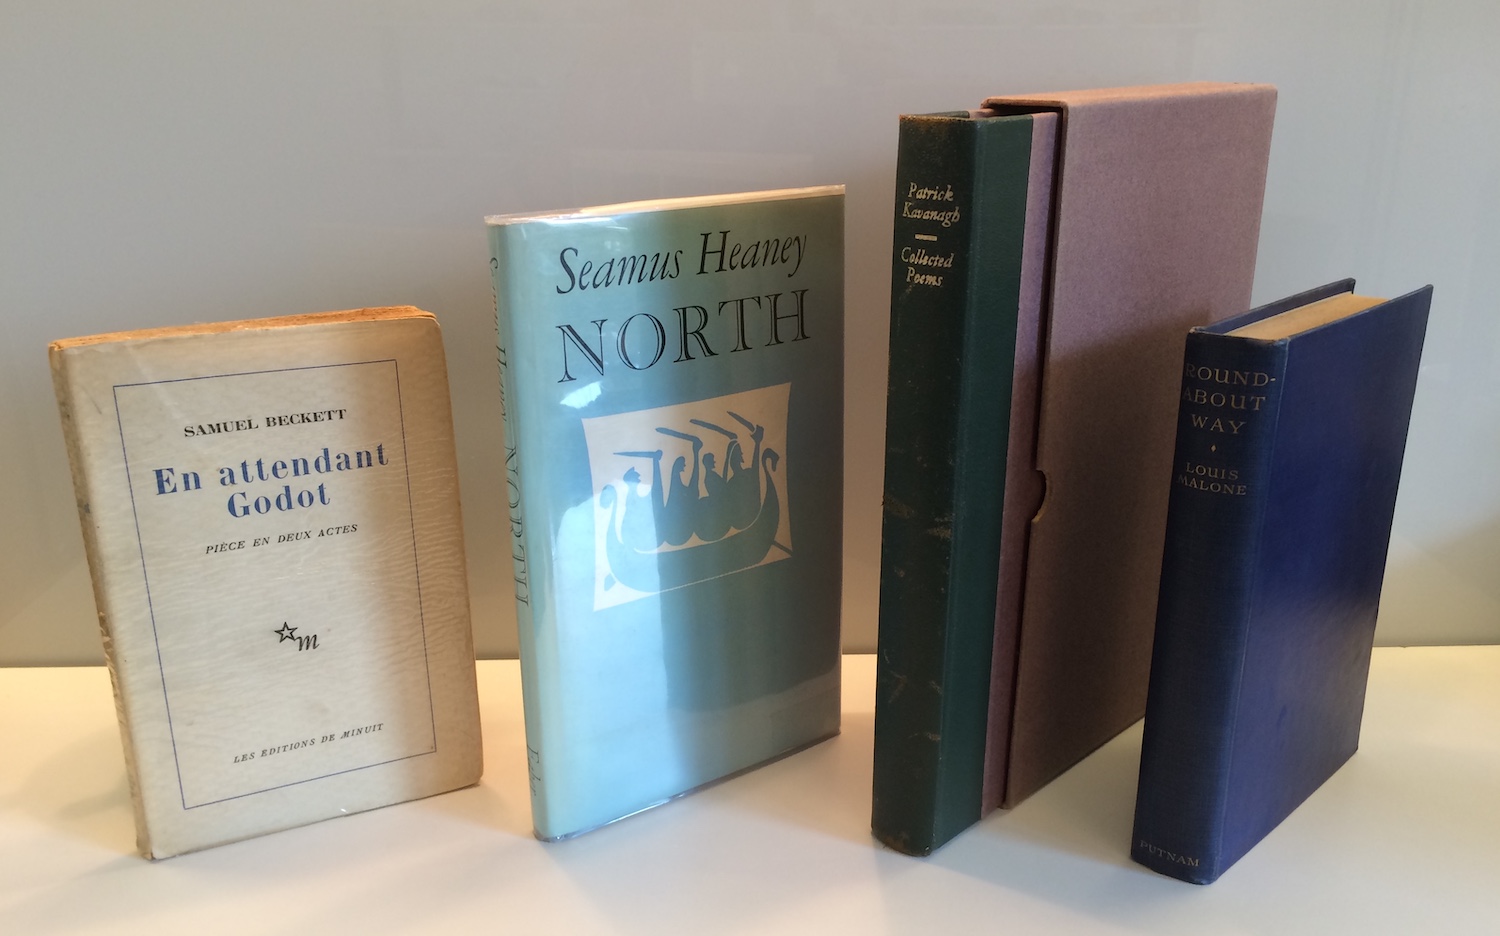 SAMUEL BECKETT
En attendant
Godot
PIÈCE EN DEUX ACTES
m
LES EDITIONS DE MINUIT
Seamus Heaney NORTH
Seamus Heaney
NORTH
Patrick
Kavanagh
Collected
Poems
ROUND-
ABOUT
WAY
LOUIS
MALONE
PUTNAM